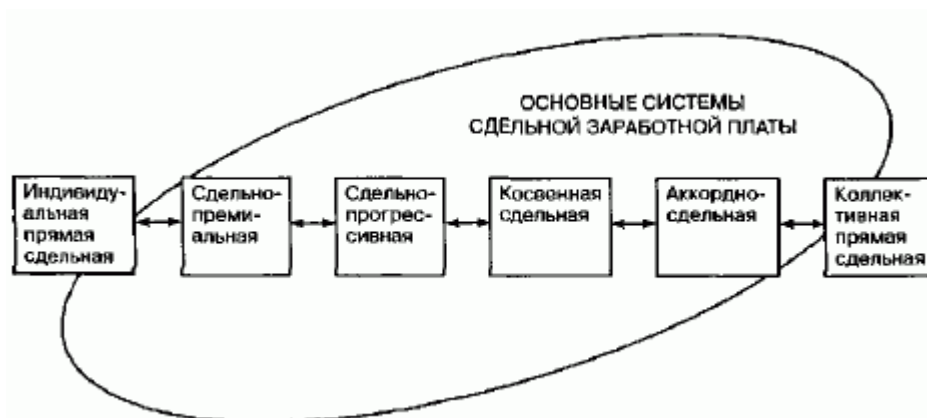 ОСНОВНЫЕ СИСТЕМЫ
СДЕЛЬНОЙ ЗАРАБОТНОЙ ПЛАТЫ
Индивиду-
альная
прямая
сдельная
Сдельно-
преми-
альная
Сдельно-
прогрес-
сивная
Косвенная
сдельная
Аккордно-
сдельная
Коллек-
тивная
прямая
сдельная